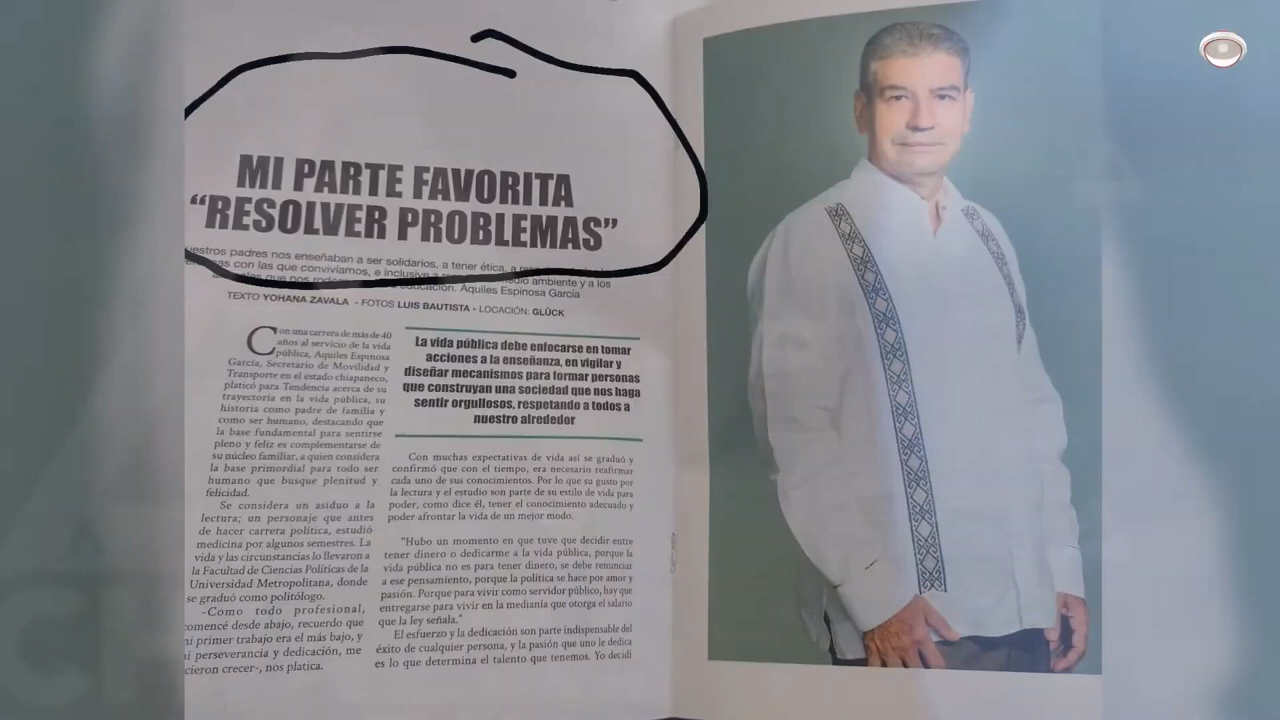 MI PARTE FAVORITA
“RESOLVER PROBLEMAS”
uestros padres nos enseñaban a ser solidarios, a tener ética, a
con las que convivíamos, e inclusive a medio ambiente y a los
que nos educación. Aquiles Espinosa García
TEXTO YOHANA ZAVALA - FOTOS LUIS BAUTISTA - LOCACIÓN: GLÜCK
Con una carrera de más de 40
años al servicio de la vida
pública, Aquiles Espinosa
García, Secretario de Movilidad y
Transporte en el estado chiapaneco,
platicó para Tendencia acerca de su
trayectoria en la vida pública, su
historia como padre de familia y
como ser humano, destacando que
la base fundamental para sentirse
pleno y feliz es complementarse de
su núcleo familiar, a quien considera
la base primordial para todo ser
humano que busque plenitud y
felicidad.
Se considera un asiduo a la
lectura; un personaje que antes
de hacer carrera política, estudió
medicina por algunos semestres. La
vida y las circunstancias lo llevaron a
la Facultad de Ciencias Políticas de la
Universidad Metropolitana, donde
se graduó como politólogo.
-Como todo profesional,
comencé desde abajo, recuerdo que
mi primer trabajo era el más bajo, y
mi perseverancia y dedicación, me
cieron crecer-, nos platica.
La vida pública debe enfocarse en tomar
acciones a la enseñanza, en vigilar y
diseñar mecanismos para formar personas
que construyan una sociedad que nos haga
sentir orgullosos, respetando a todos a
nuestro alrededor
Con muchas expectativas de vida así se graduó y
confirmó que con el tiempo, era necesario reafirmar
cada uno de sus conocimientos. Por lo que su gusto por
la lectura y el estudio son parte de su estilo de vida para
poder, como dice él, tener el conocimiento adecuado y
poder afrontar la vida de un mejor modo.
"Hubo un momento en que tuve que decidir entre
tener dinero o dedicarme a la vida pública, porque la
vida pública no es para tener dinero, se debe renunciar
a ese pensamiento, porque la política se hace por amor y
pasión. Porque para vivir como servidor público, hay que
entregarse para vivir en la medianía que otorga el salario
que la ley señala."
El esfuerzo y la dedicación son parte indispensable del
éxito de cualquier persona, y la pasión que uno le dedica
es lo que determina el talento que tenemos. Yo decidí